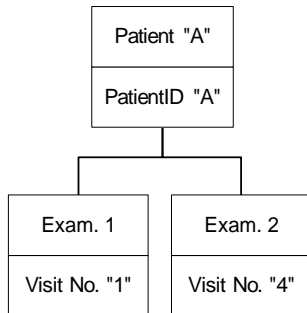 Patient "A"
PatientID "A"
Exam. 1
Visit No. "1"
Exam. 2
Visit No. "4"